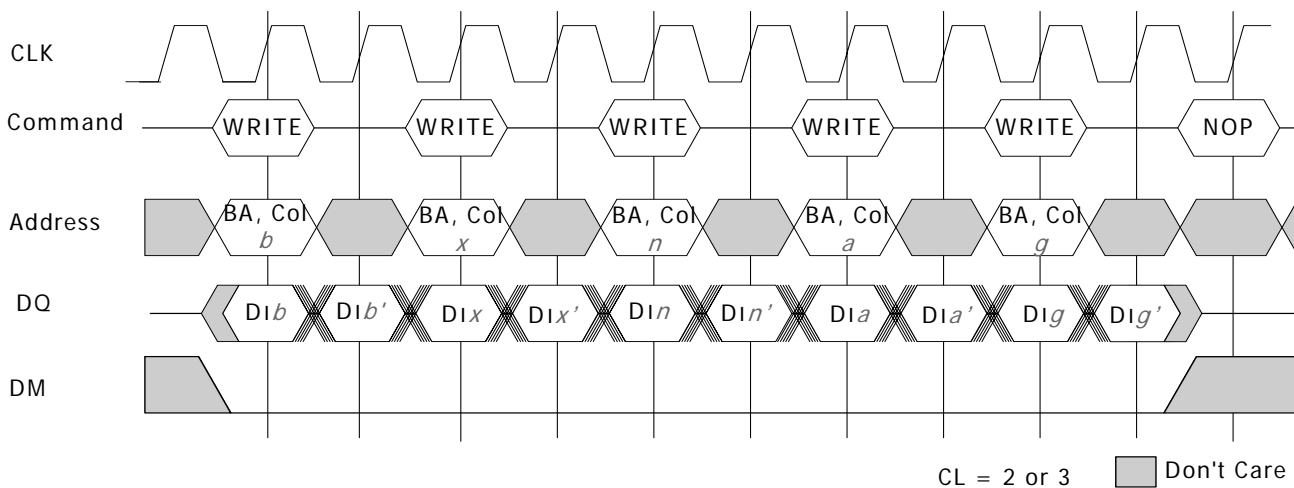 CLK
Command WRITE WRITE WRITE WRITE WRITE NOP
Address BA, Col BA, Col BA, Col BA, Col BA, Col
b x n a g
DQ DIb DIb' DIx DIx' DIn DIn' DIa DIa' DIg DIg'
DM
CL = 2 or 3 Don't Care